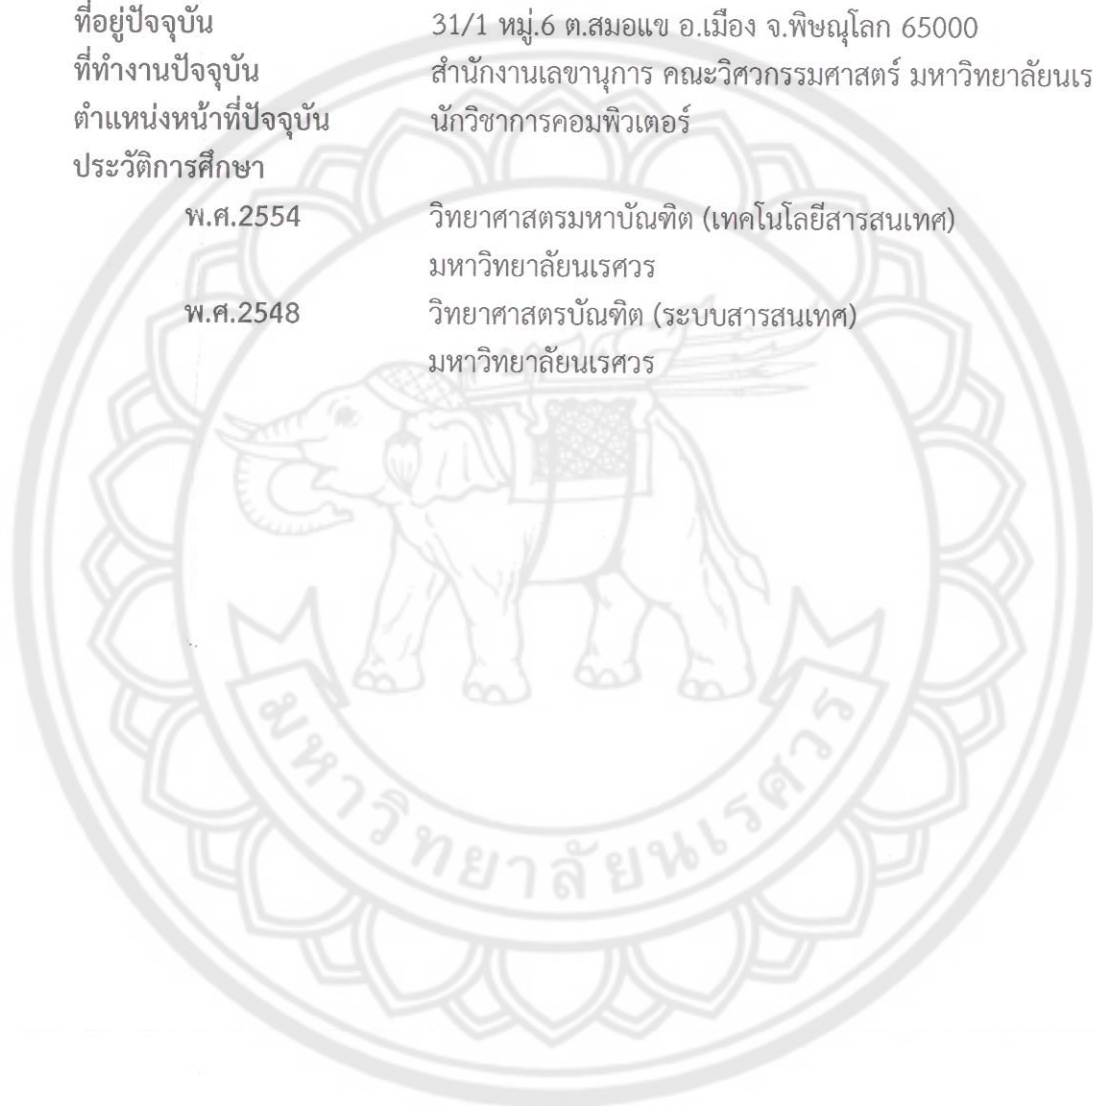 ที่อยู่ปัจจุบัน 31/1 หมู่.6 ต.สมอแข อ.เมือง จ.พิษณุโลก 65000
ที่ทำงานปัจจุบัน สำนักงานเลขานุการ คณะวิศวกรรมศาสตร์ มหาวิทยาลัยนเร
ตำแหน่งหน้าที่ปัจจุบัน นักวิชาการคอมพิวเตอร์
ประวัติการศึกษา
พ.ศ.2554 วิทยาศาสตรมหาบัณฑิต (เทคโนโลยีสารสนเทศ)
มหาวิทยาลัยนเรศวร
พ.ศ.2548 วิทยาศาสตรบัณฑิต (ระบบสารสนเทศ)
มหาวิทยาลัยนเรศวร
มหาวิทยาลัยนเรศวร